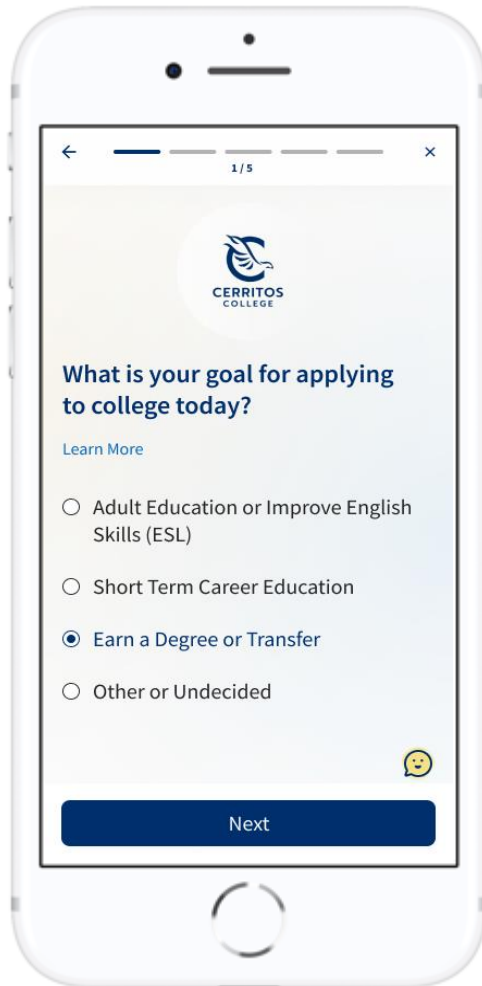 1 / 5
CERRITOS
COLLEGE
What is your goal for applying
to college today?
Learn More
Adult Education or Improve English
Skills (ESL)
Short Term Career Education
Earn a Degree or Transfer
Other or Undecided
Next